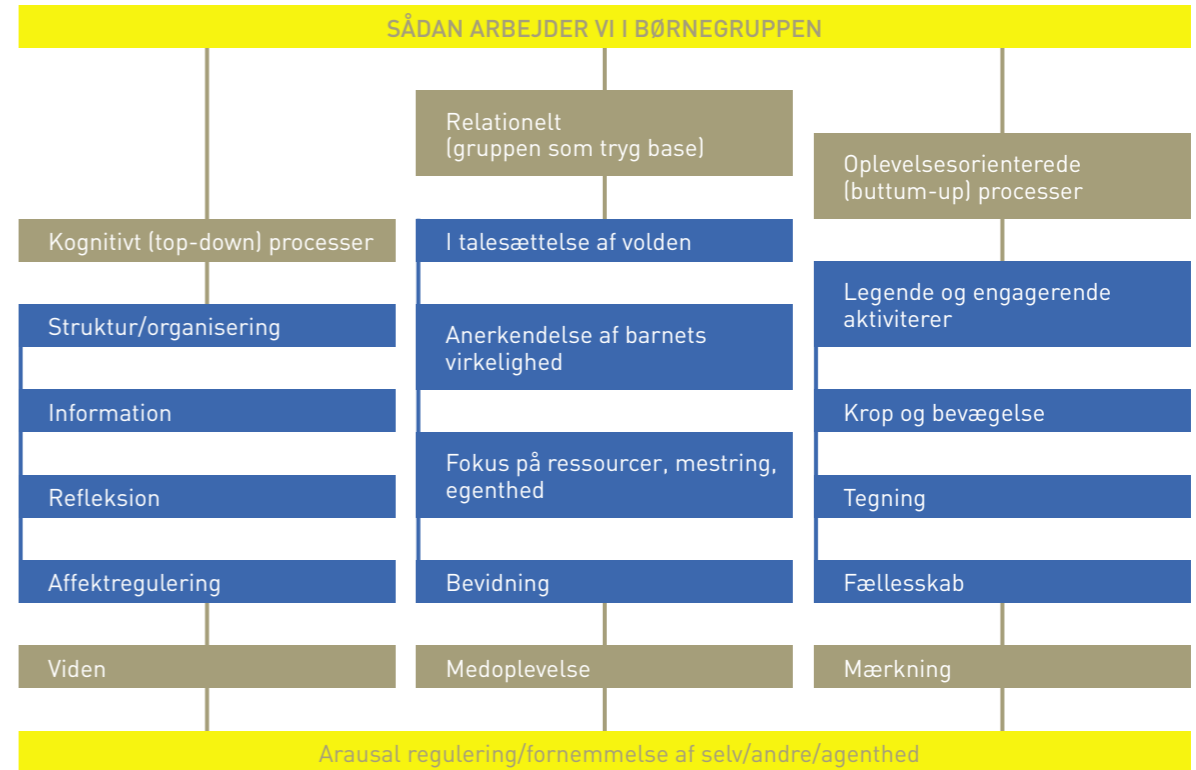 SÅDAN ARBEJDER VI I BØRNEGRUPPEN
Kognitivt (top-down) processer
Struktur/organisering
Information
Refleksion
Affektregulering
Viden
Relationelt
(gruppen som tryg base)
I talesættelse af volden
Anerkendelse af barnets
virkelighed
Fokus på ressourcer, mestring,
egenthed
Bevidning
Medoplevelse
Oplevelsesorienterede
(buttum-up) processer
Legende og engagerende
aktiviterer
Krop og bevægelse
Tegning
Fællesskab
Mærkning
Arausal regulering/fornemmelse af selv/andre/agenthed